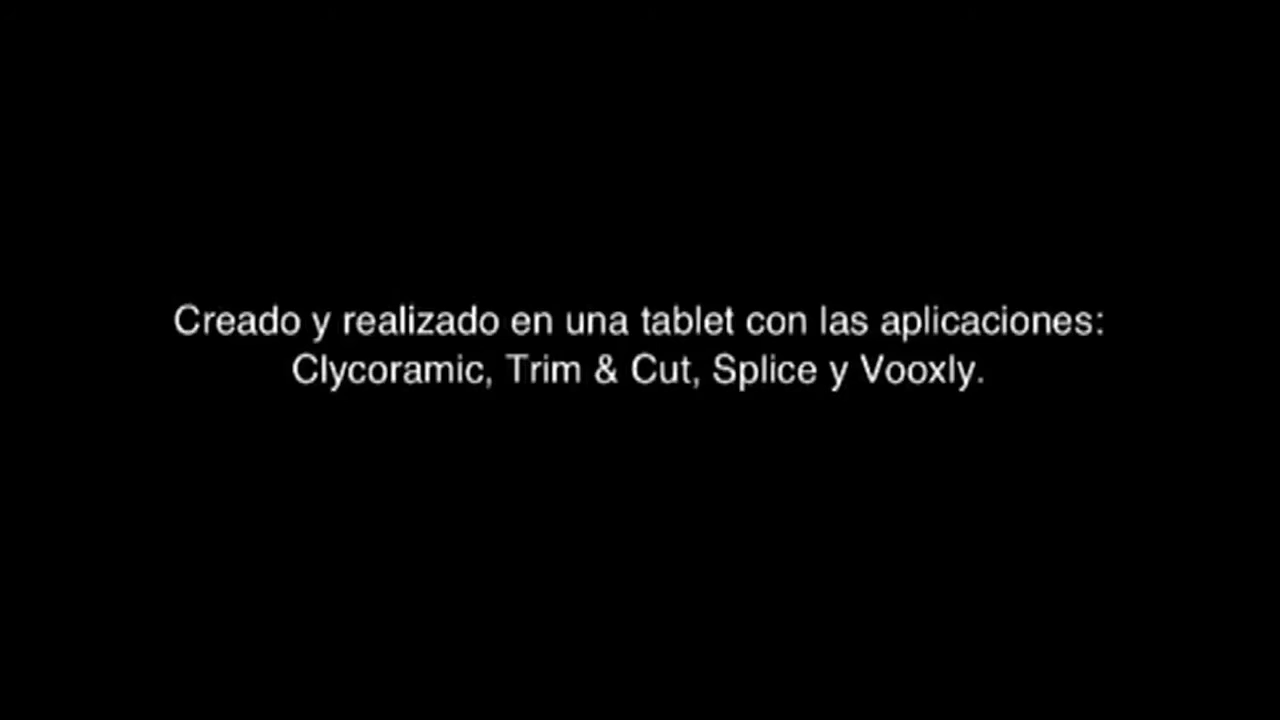 Creado y realizado en una tablet con las aplicaciones:
Clycoramic, Trim & Cut, Splice y Vooxly.